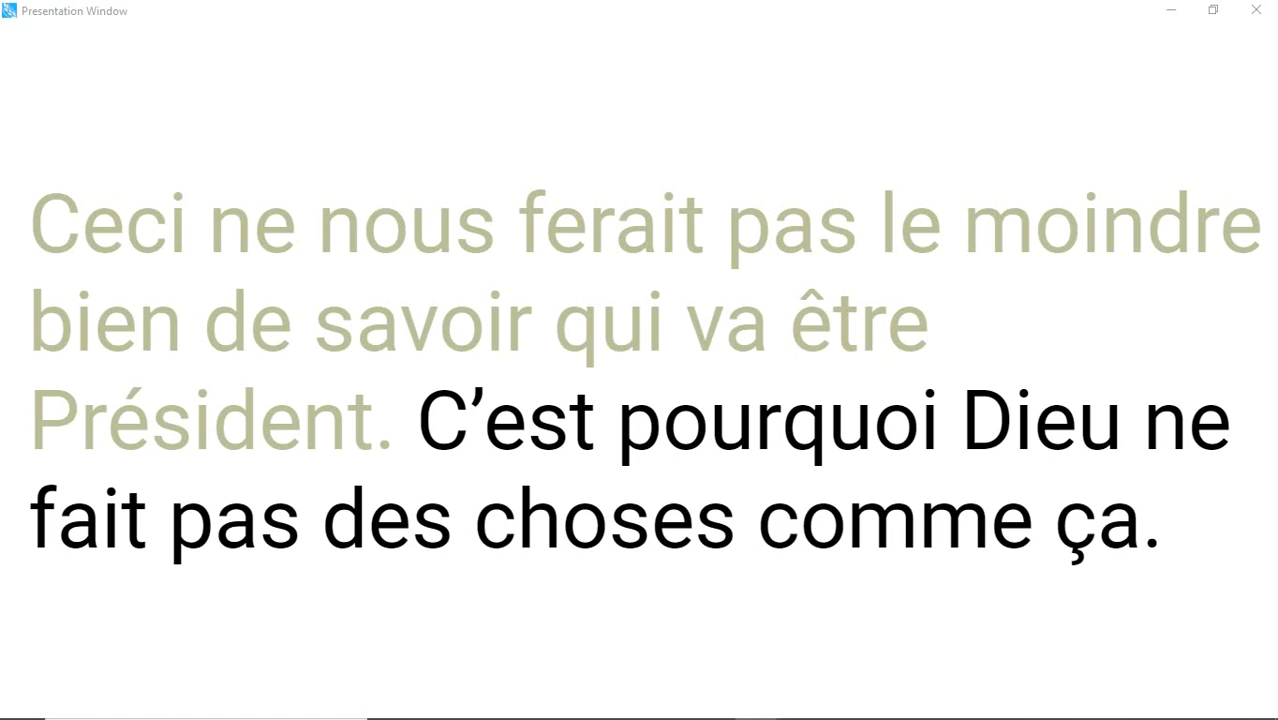 Presentation Window
Ceci ne nous ferait pas le moindre
bien de savoir qui va être
Président. C’est pourquoi Dieu ne
fait pas des choses comme ça.